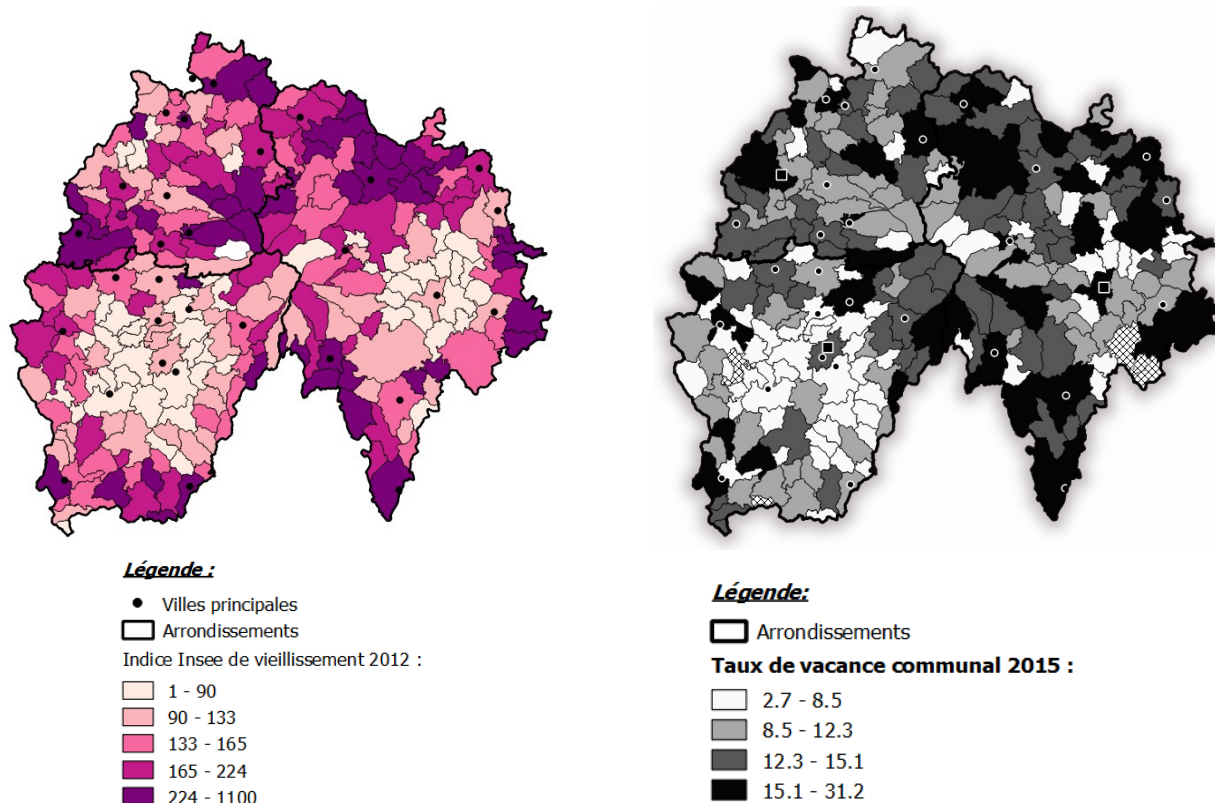 Légende :
Villes principales
Arrondissements
Indice Insee de vieillissement 2012 :
1 - 90
90 - 133
133 - 165
165 - 224
224 - 1100
Légende:
Arrondissements
Taux de vacance communal 2015 :
2.7 - 8.5
8.5 - 12.3
12.3 - 15.1
15.1 - 31.2